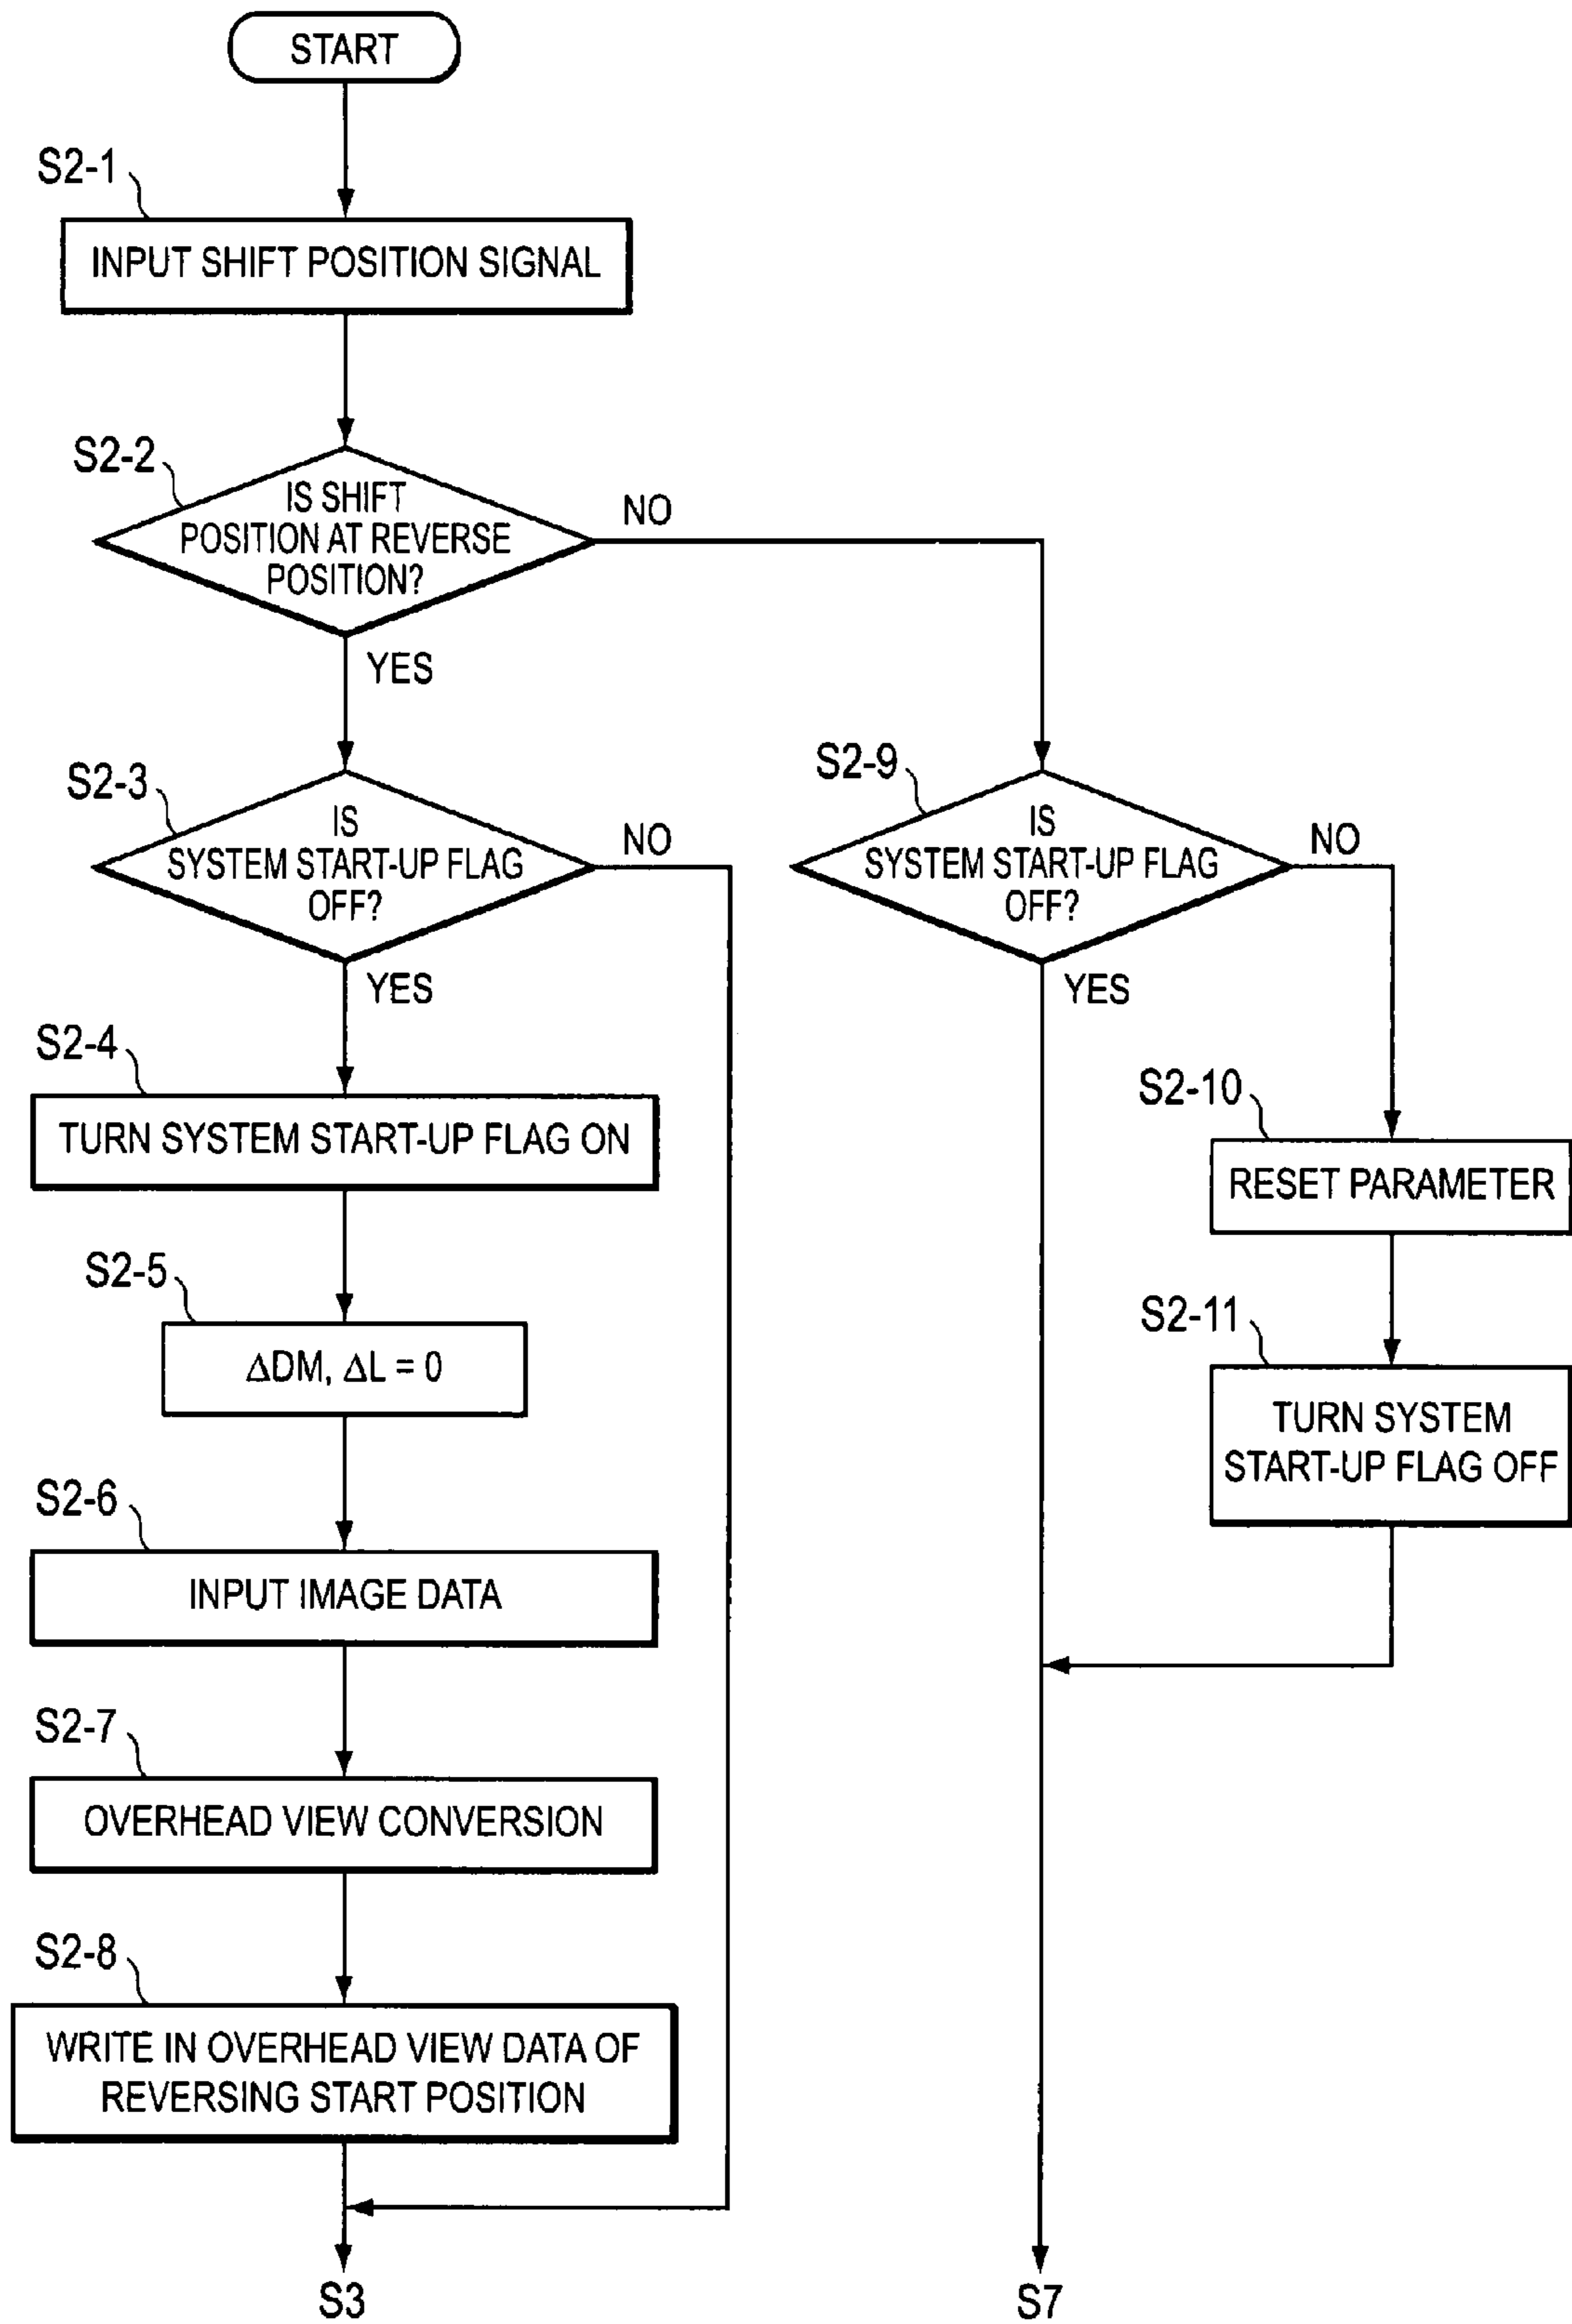 START
S2-1
INPUT SHIFT POSITION SIGNAL
S2-2
IS SHIFT
POSITION AT REVERSE
POSITION?
NO
YES
S2-3
IS
SYSTEM START-UP FLAG
OFF?
NO
YES
S2-4
TURN SYSTEM START-UP FLAG ON
S2-5
ΔDM, ΔL = 0
S2-6
INPUT IMAGE DATA
S2-7
OVERHEAD VIEW CONVERSION
S2-8
WRITE IN OVERHEAD VIEW DATA OF
REVERSING START POSITION
S3
S2-9
IS
SYSTEM START-UP FLAG
OFF?
NO
YES
S2-10
RESET PARAMETER
S2-11
TURN SYSTEM
START-UP FLAG OFF
S7